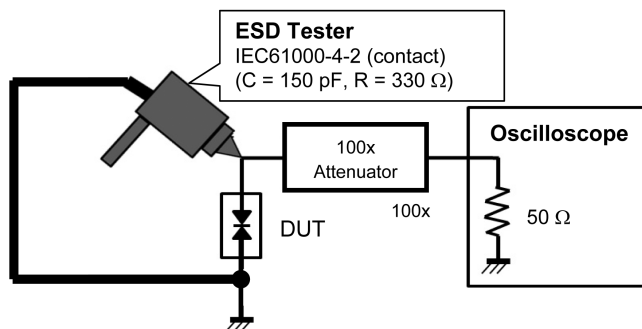 ESD Tester
IEC61000-4-2 (contact)
(C = 150 pF, R = 330 Ω)
Oscilloscope
100x
Attenuator
100x
50 Ω
DUT